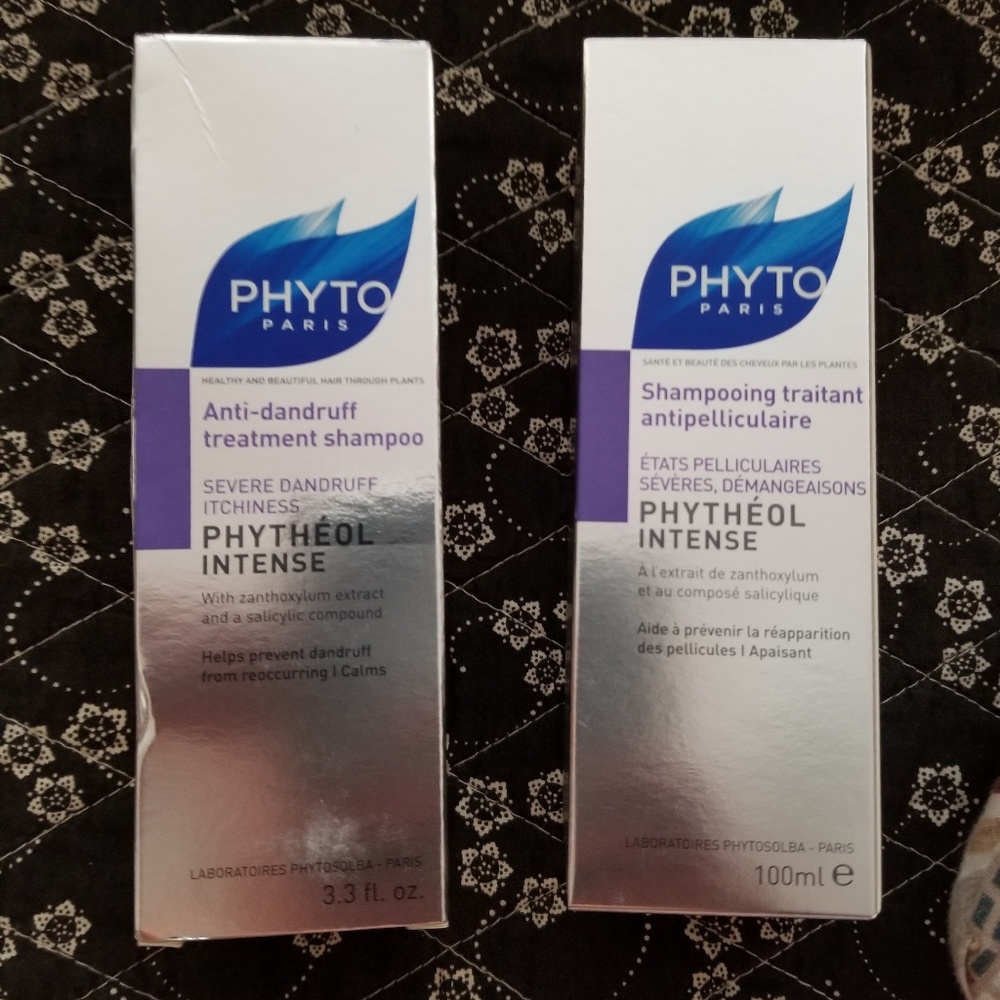 PHYTO
PARIS
HEALTHY AND BEAUTIFUL HAIR THROUGH PLANTS
Anti-dandruff
treatment shampoo
SEVERE DANDRUFF
ITCHINESS
PHYTHÉOL
INTENSE
With zanthoxylum extract
and a salicylic compound
Helps prevent dandruff
from reoccurring | Calms
LABORATOIRES PHYTOSOLBA - PARIS
3.3 fl. oz.
PHYTO
PARIS
SANTÉ ET BEAUTÉ DES CHEVEUX PAR LES PLANTES
Shampooing traitant
antipelliculaire
ÉTATS PELLICULAIRES
SÉVÈRES, DÉMANGEAISONS
PHYTHÉOL
INTENSE
A l'extrait de zanthoxylum
et au composé salicylique
Aide à prévenir la réapparition
des pellicules | Apaisant
LABORATOIRES PHYTOSOLBA - PARIS
100ml ℮